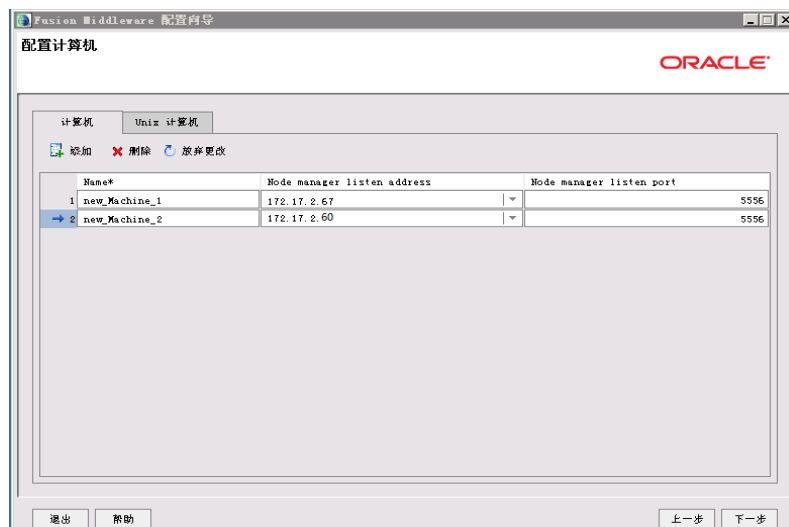 Fusion Middleware 配置向导
配置计算机
ORACLE
计算机 Unix 计算机
添加 删除 放弃更改
Name* Node manager listen address Node manager listen port
1 new_Machine_1 172.17.2.67 5556
2 new_Machine_2 172.17.2.60 5556
退出 帮助 上一步 下一步